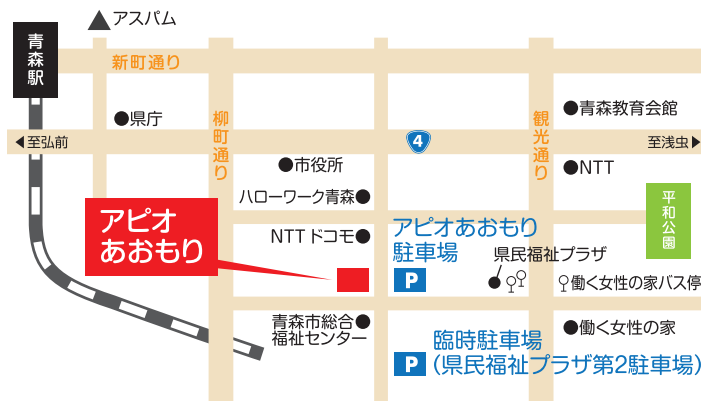 アスパム
青森駅
新町通り
県庁
柳町通り
観光通り
青森教育会館
至弘前
4
至浅虫
市役所
NTT
ハローワーク青森
アピオ
あおもり
NTTドコモ
アピオあおもり
駐車場
P
平和公園
県民福祉プラザ
働く女性の家バス停
青森市総合
福祉センター
働く女性の家
臨時駐車場
P
(県民福祉プラザ第2駐車場)